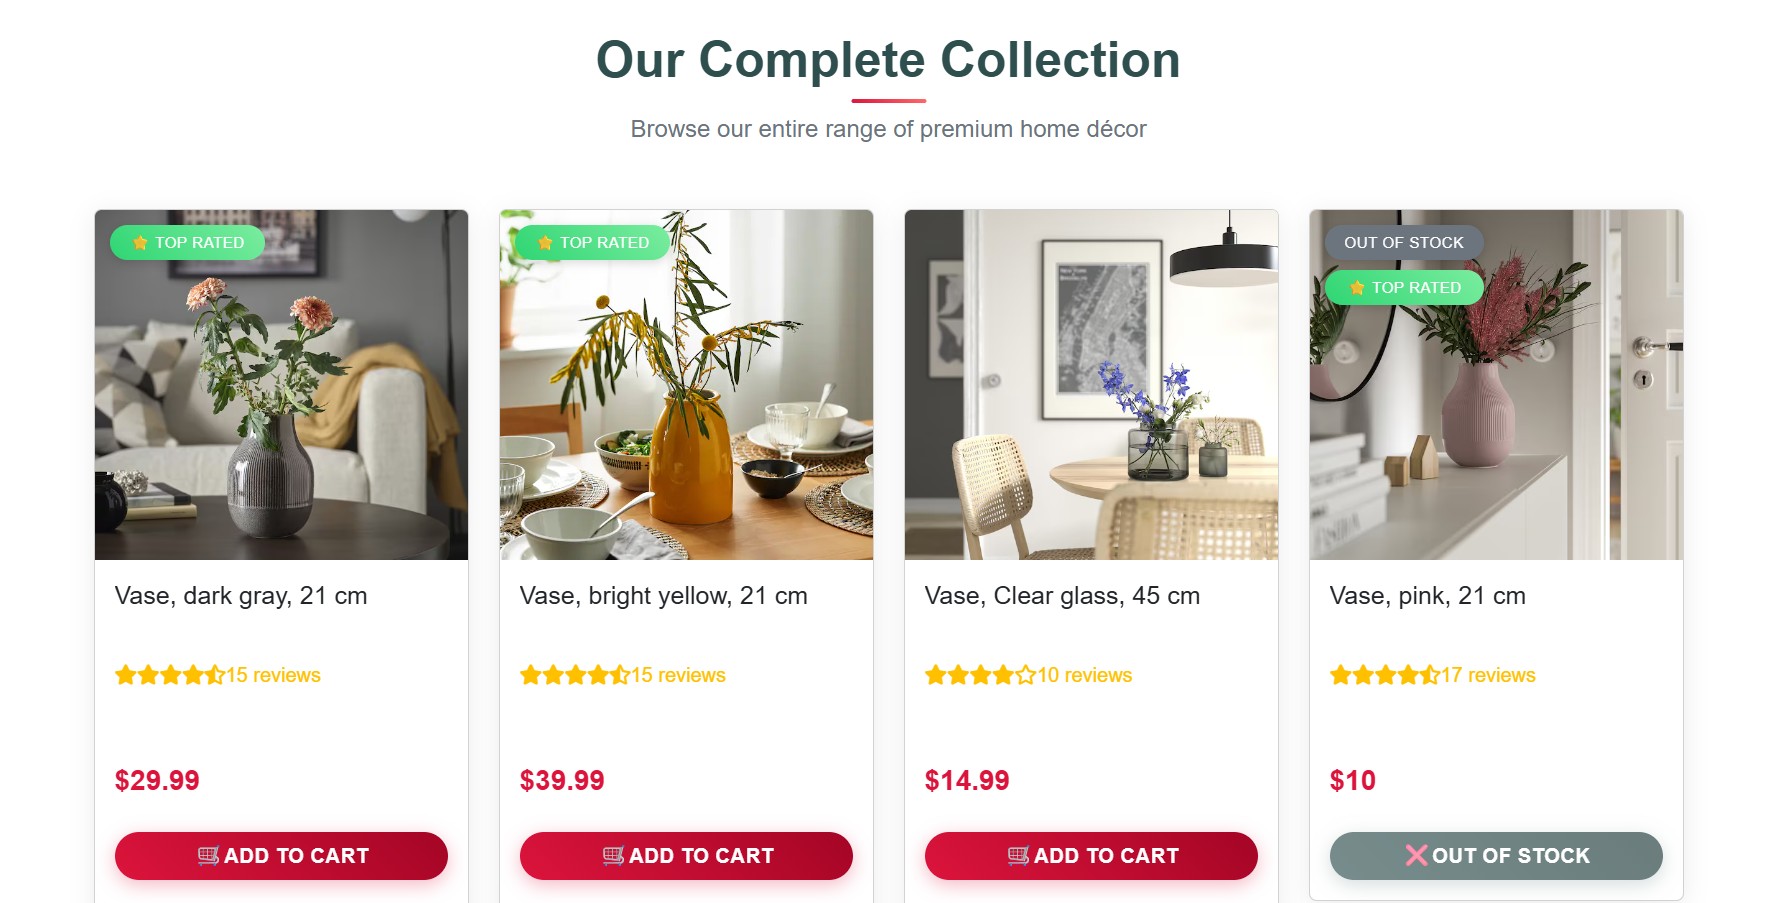 Our Complete Collection
Browse our entire range of premium home décor
TOP RATED
Vase, dark gray, 21 cm
15 reviews
$29.99
ADD TO CART
TOP RATED
Vase, bright yellow, 21 cm
15 reviews
$39.99
ADD TO CART
Vase, Clear glass, 45 cm
10 reviews
$14.99
ADD TO CART
OUT OF STOCK
TOP RATED
Vase, pink, 21 cm
17 reviews
$10
OUT OF STOCK